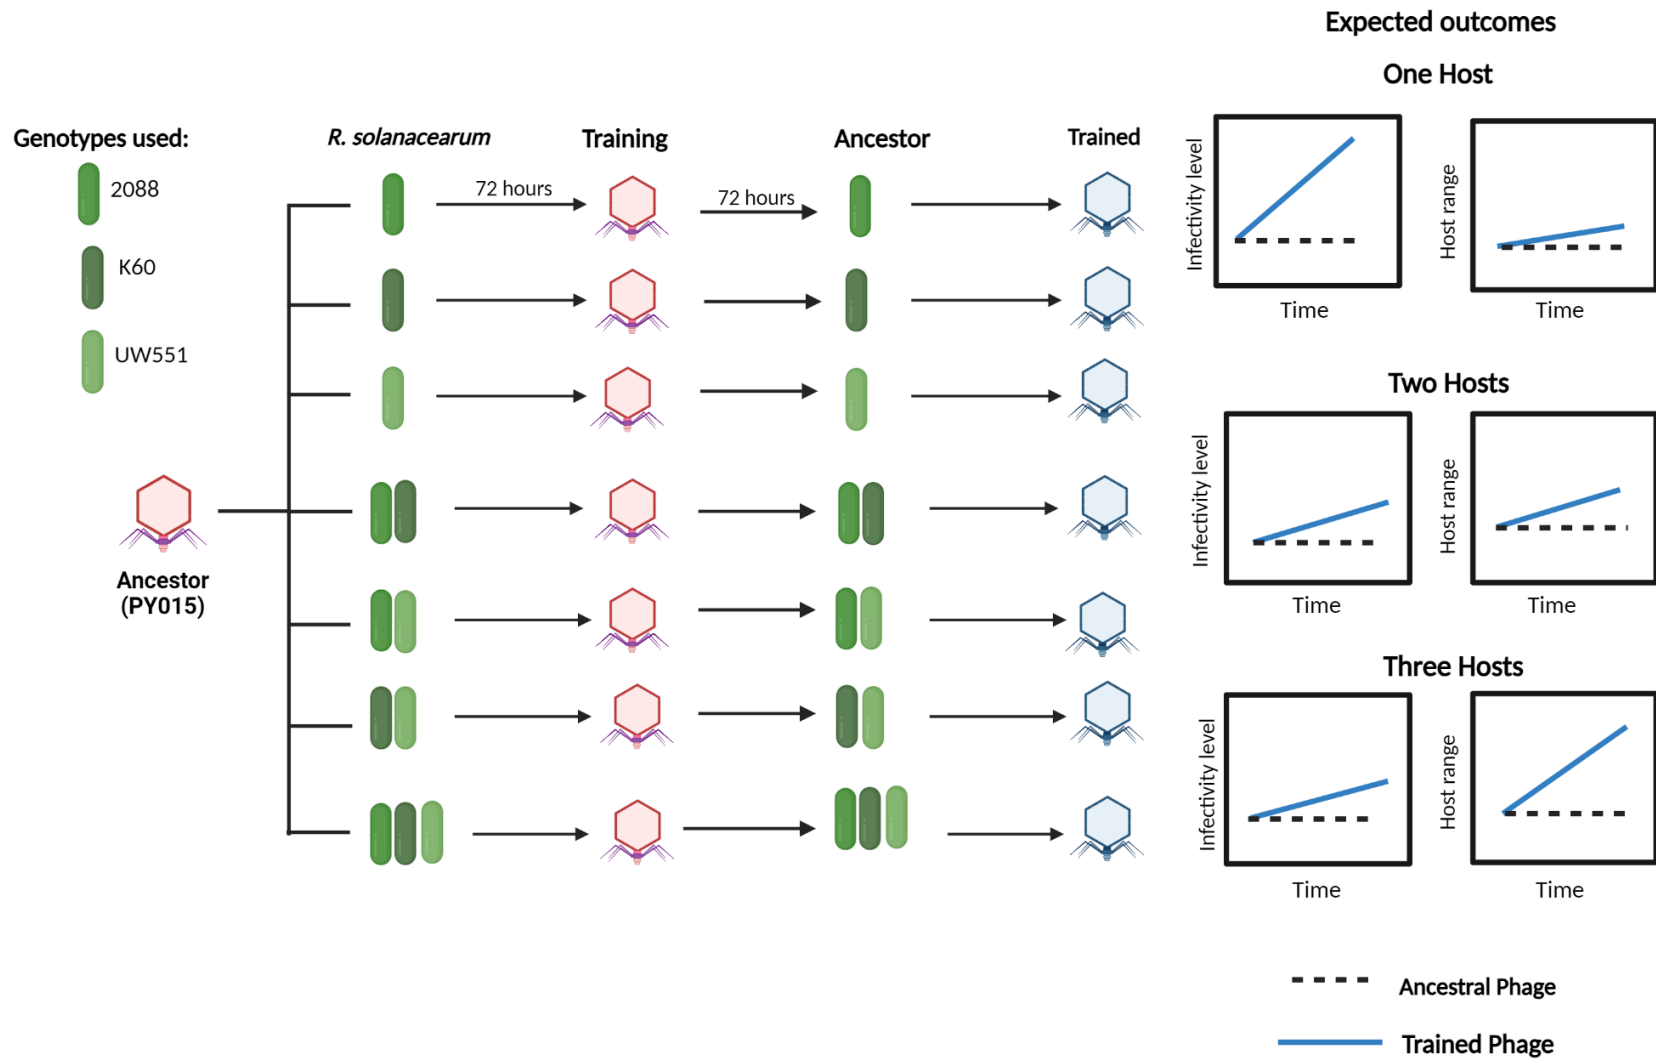 Expected outcomes
One Host
Genotypes used:
2088
K60
UW551
R. solanacearum
Training
Ancestor
Trained
72 hours
72 hours
Ancestor
(PY015)
Infectivity level
Time
Host range
Time
Two Hosts
Infectivity level
Time
Host range
Time
Three Hosts
Infectivity level
Time
Host range
Time
Ancestral Phage
Trained Phage